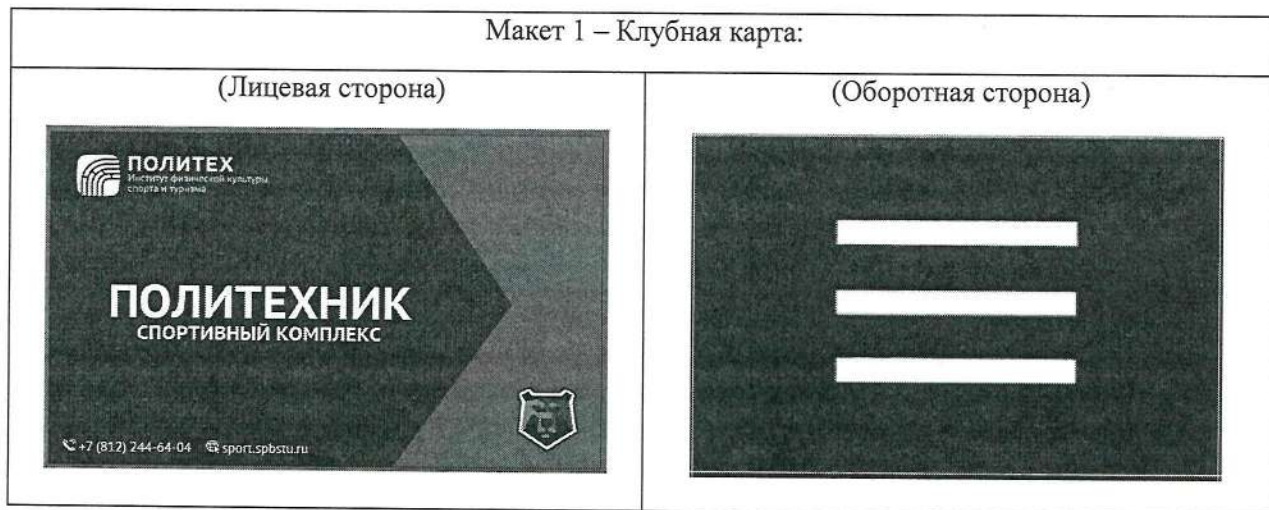 Макет 1 – Клубная карта:
(Лицевая сторона)
ПОЛИТЕХ
Институт физической культуры,
спорта и туризма
ПОЛИТЕХНИК
СПОРТИВНЫЙ КОМПЛЕКС
+7 (812) 244-64-04 sport.spbstu.ru
(Оборотная сторона)